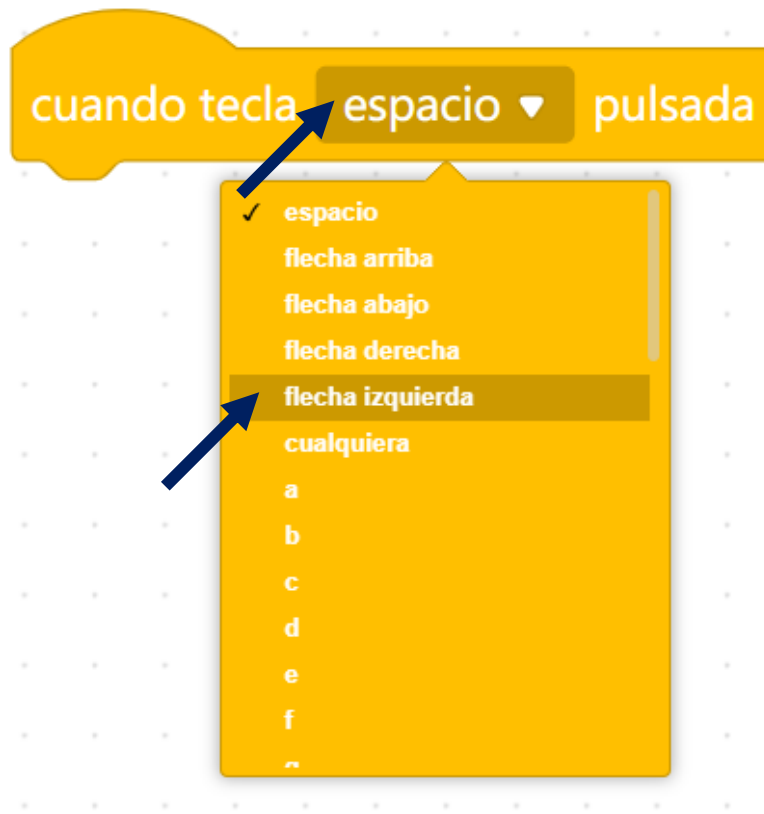 cuando tecla espacio pulsada
espacio
flecha arriba
flecha abajo
flecha derecha
flecha izquierda
cualquiera
a
b
c
d
e
f